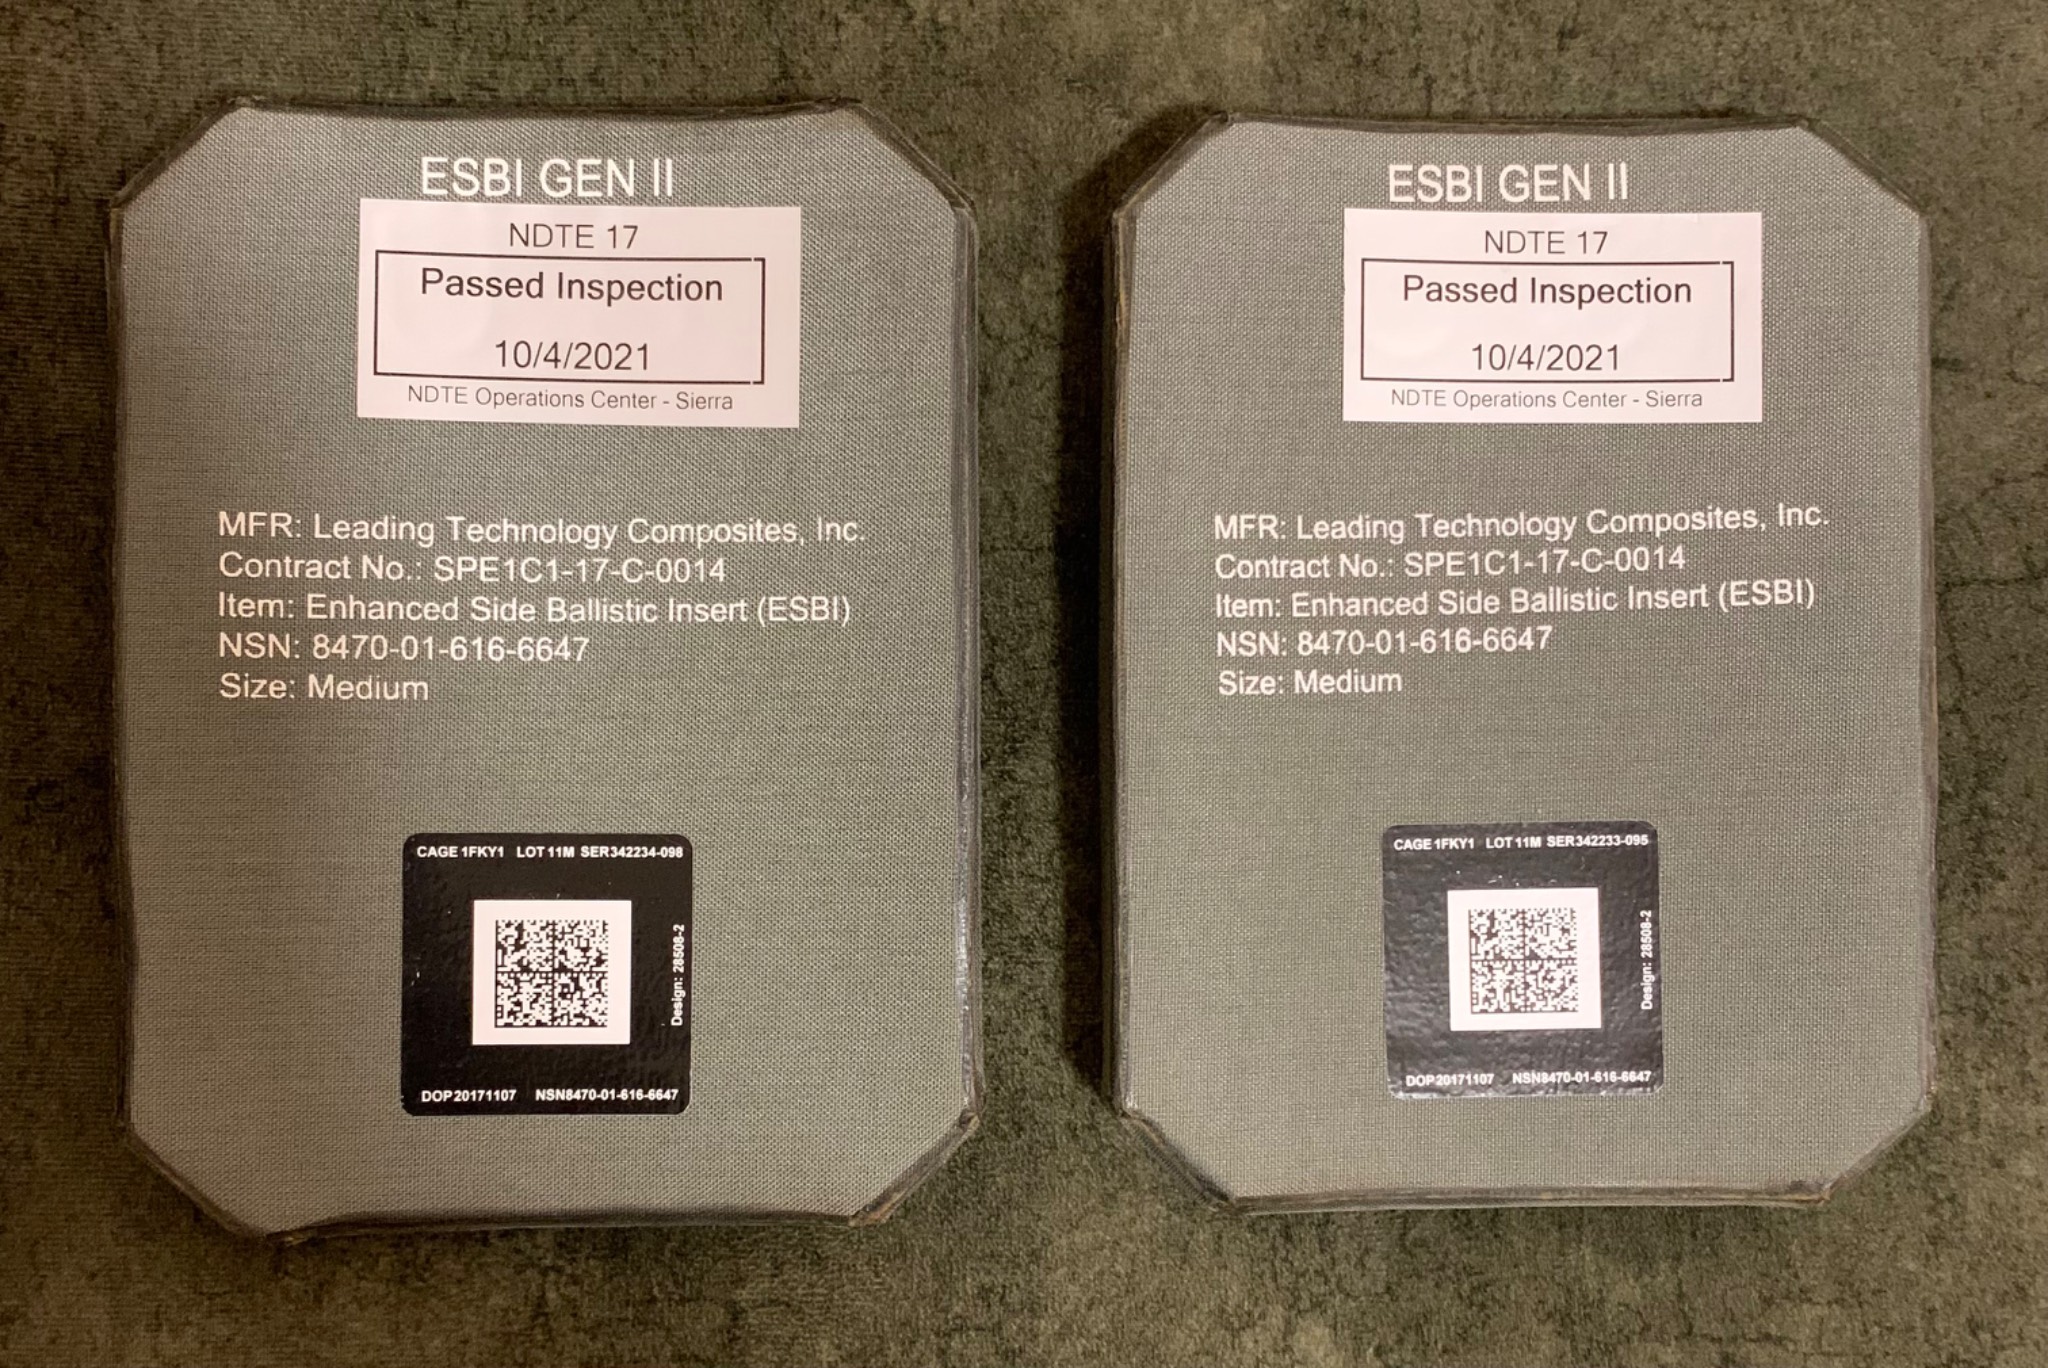 ESBI GEN II
NDTE 17
Passed Inspection
10/4/2021
NDTE Operations Center - Sierra
MFR: Leading Technology Composites, Inc.
Contract No.: SPE1C1-17-C-0014
Item: Enhanced Side Ballistic Insert (ESBI)
NSN: 8470-01-616-6647
Size: Medium
CAGE 1FKY1 LOT 11M SER342234-098
Design: 28508-2
DOP20171107 NSN8470-01-616-6647
ESBI GEN II
NDTE 17
Passed Inspection
10/4/2021
NDTE Operations Center - Sierra
MFR: Leading Technology Composites, Inc.
Contract No.: SPE1C1-17-C-0014
Item: Enhanced Side Ballistic Insert (ESBI)
NSN: 8470-01-616-6647
Size: Medium
CAGE 1FKY1 LOT 11M SER342233-095
Design: 28508-2
DOP20171107 NSN8470-01-616-6647